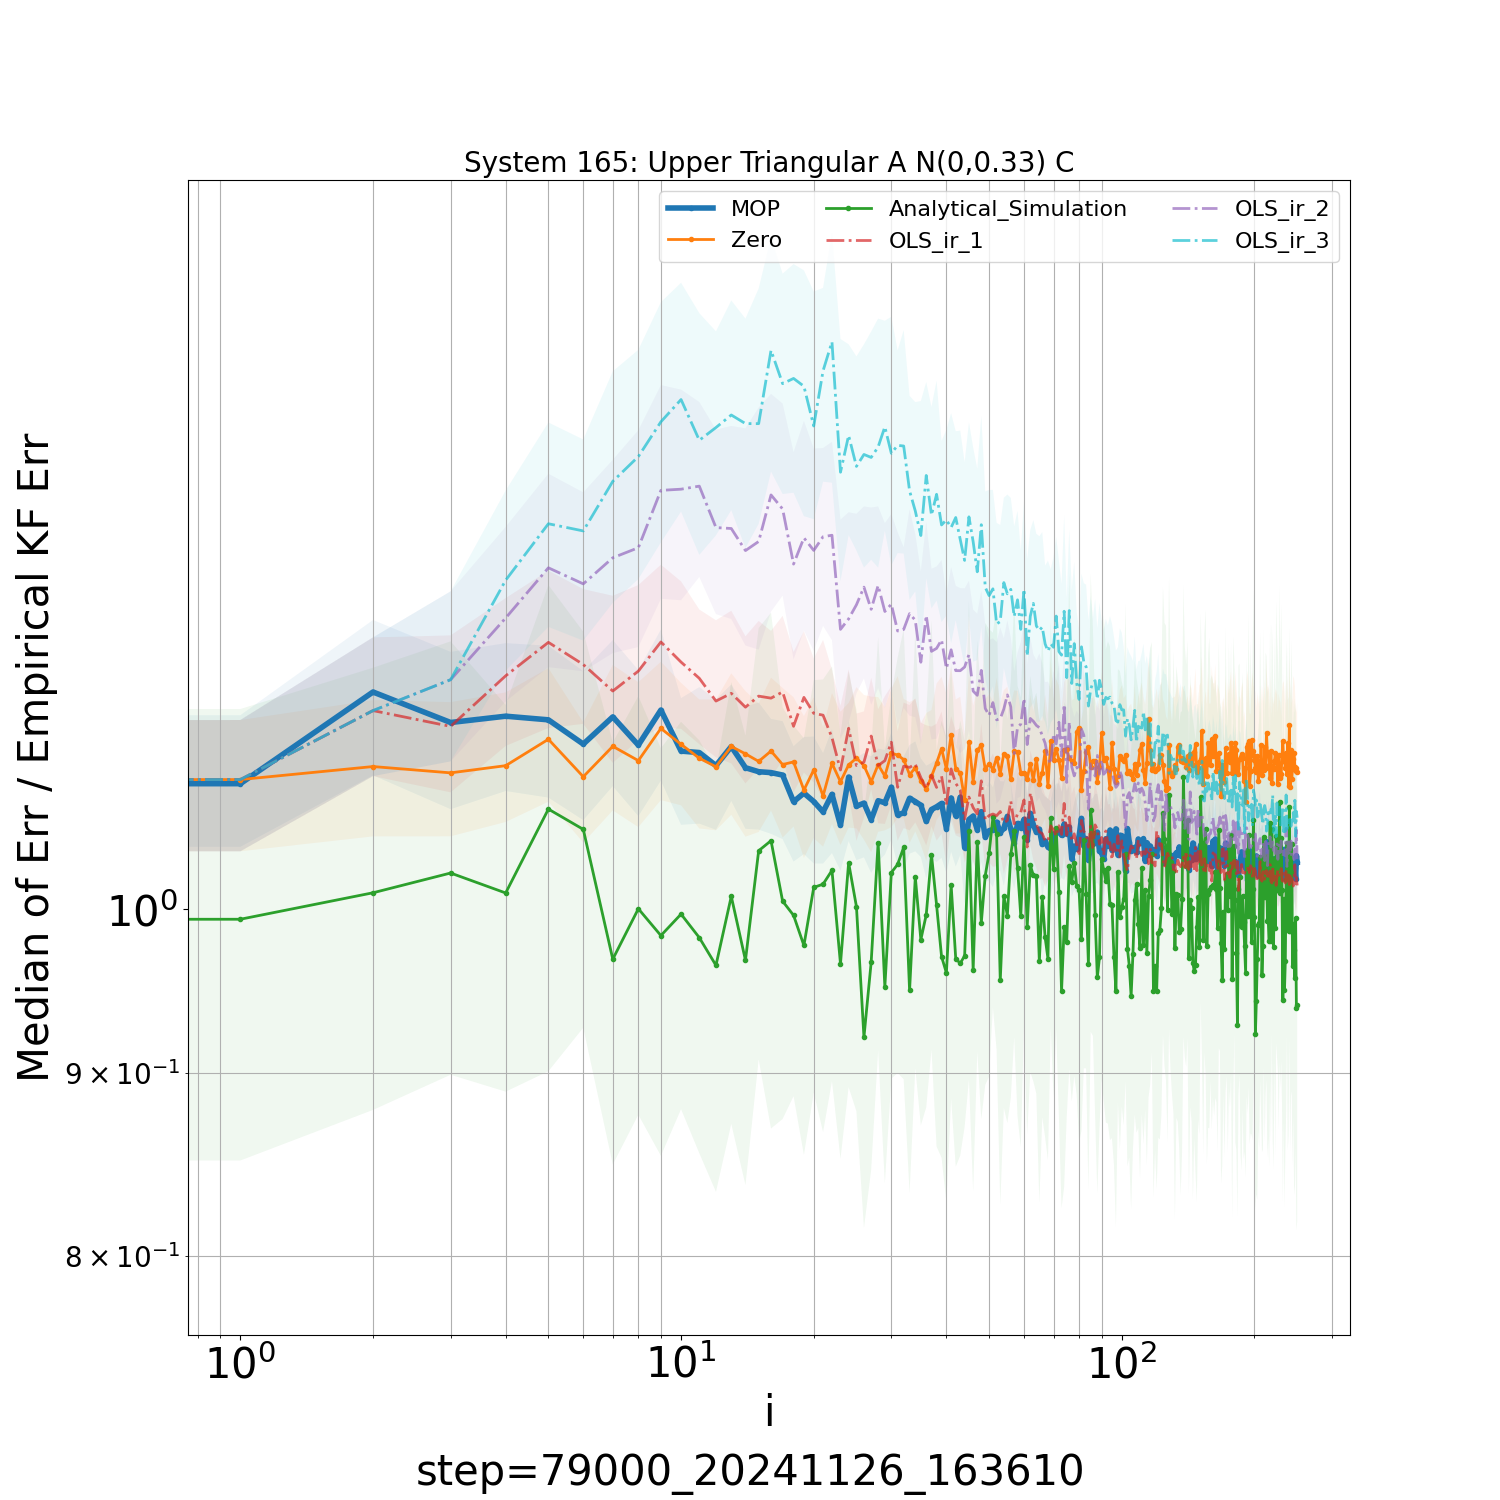 System 165: Upper Triangular A N(0,0.33) C
MOP
Zero
Analytical_Simulation
OLS_ir_1
OLS_ir_2
OLS_ir_3
Median of Err / Empirical KF Err
10⁰
9 × 10⁻¹
8 × 10⁻¹
10⁰
10¹
10²
i
step=79000_20241126_163610